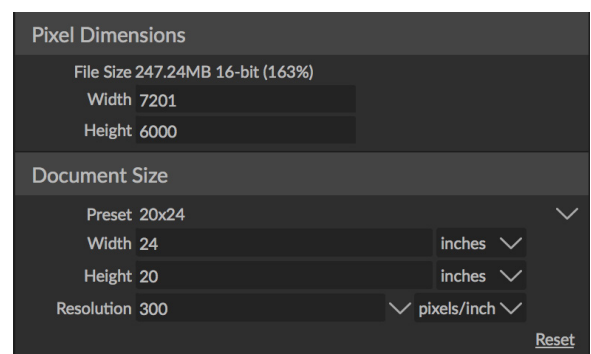 Pixel Dimensions
File Size 247.24MB 16-bit (163%)
Width 7201
Height 6000
Document Size
Preset 20x24
Width 24 inches
Height 20 inches
Resolution 300 pixels/inch
Reset